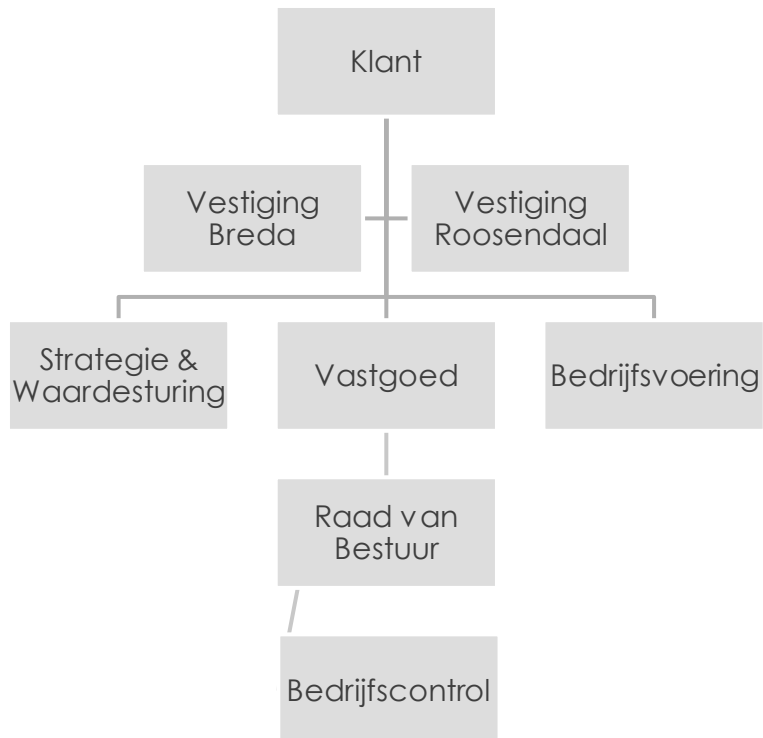 Klant
Vestiging
Breda
Vestiging
Roosendaal
Strategie &
Waardesturing
Vastgoed
Bedrijfsvoering
Raad van
Bestuur
Bedrijfscontrol